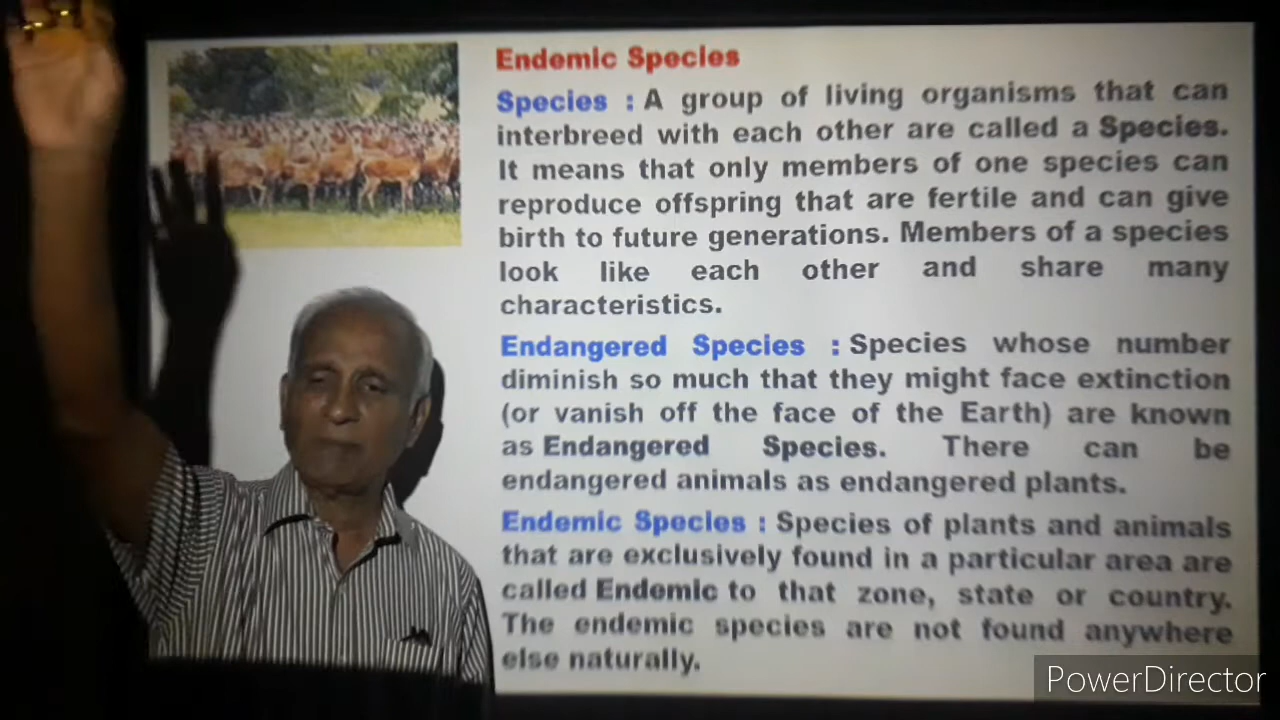 Endemic Species
Species : A group of living organisms that can
interbreed with each other are called a Species.
It means that only members of one species can
reproduce offspring that are fertile and can give
birth to future generations. Members of a species
look like each other and share many
characteristics.
Endangered Species : Species whose number
diminish so much that they might face extinction
(or vanish off the face of the Earth) are known
as Endangered Species. There can be
endangered animals as endangered plants.
Endemic Species : Species of plants and animals
that are exclusively found in a particular area are
called Endemic to that zone, state or country.
The endemic species are not found anywhere
else naturally.
PowerDirector